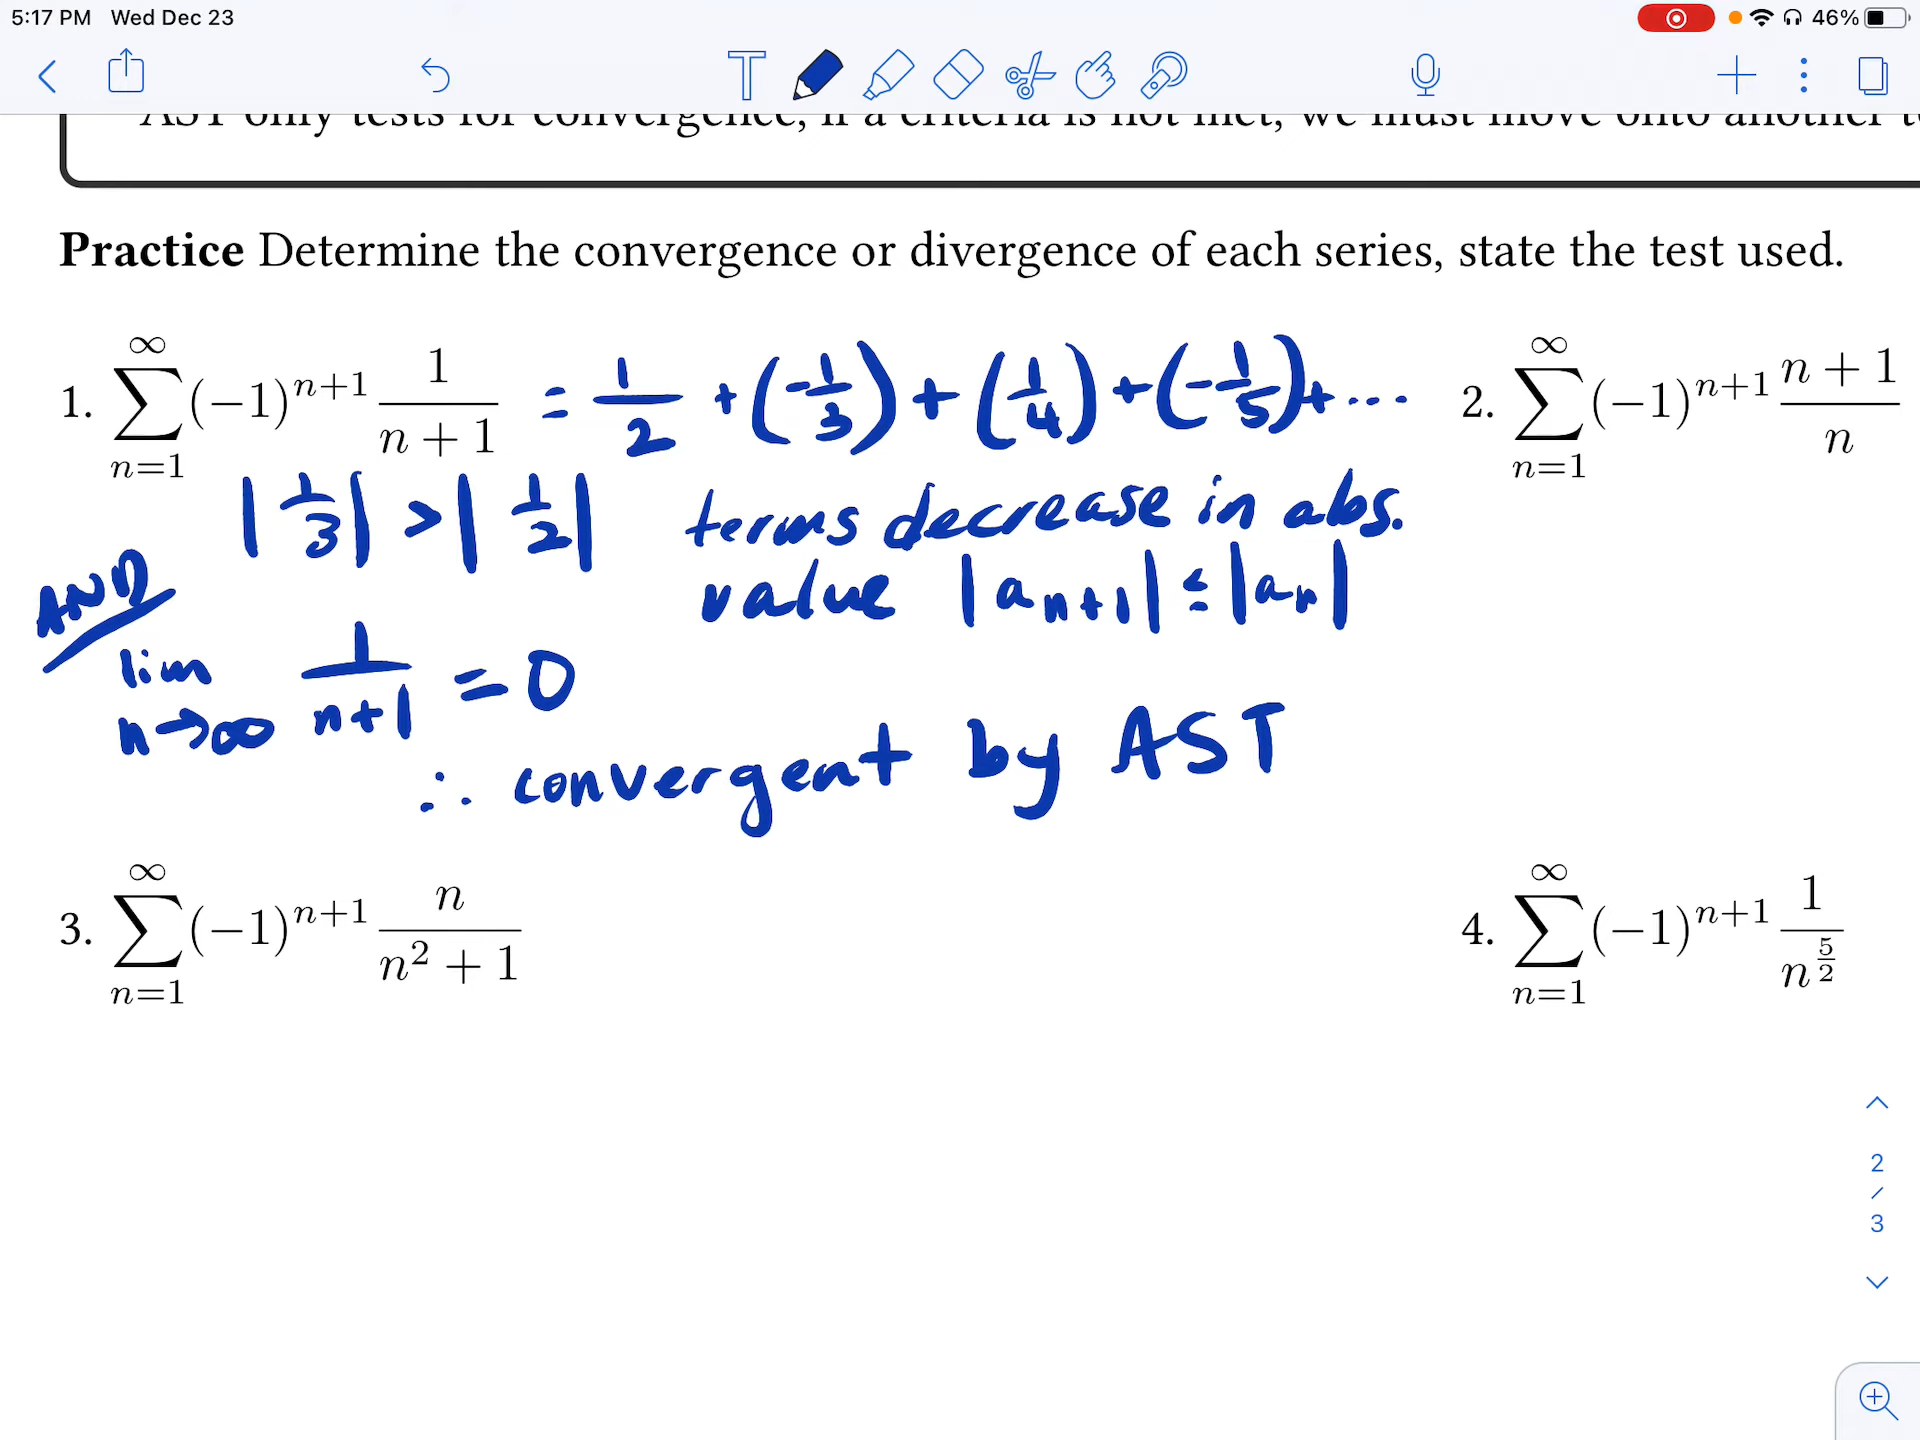 5:17 PM Wed Dec 23
46%
AST only tests for convergence, if a criteria is not met, we must move onto another
Practice Determine the convergence or divergence of each series, state the test used.
1. ∑_{n=1}^{∞} (−1)^{n+1} 1/(n+1) = 1/2 + (−1/3) + (1/4) + (−1/5) + ...
2. ∑_{n=1}^{∞} (−1)^{n+1} (n+1)/n
|1/3| > |1/2| terms decrease in abs.
value |a_{n+1}| ≤ |a_n|
AND
lim_{n→∞} 1/(n+1) = 0
∴ convergent by AST
3. ∑_{n=1}^{∞} (−1)^{n+1} n/(n²+1)
4. ∑_{n=1}^{∞} (−1)^{n+1} 1/n^{5/2}
2
/
3